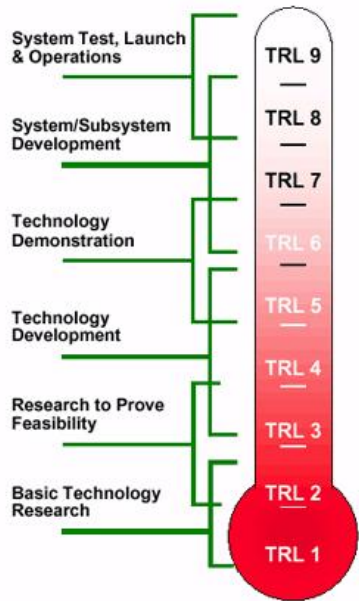 System Test, Launch
& Operations
System/Subsystem
Development
Technology
Demonstration
Technology
Development
Research to Prove
Feasibility
Basic Technology
Research
TRL 9
TRL 8
TRL 7
TRL 6
TRL 5
TRL 4
TRL 3
TRL 2
TRL 1